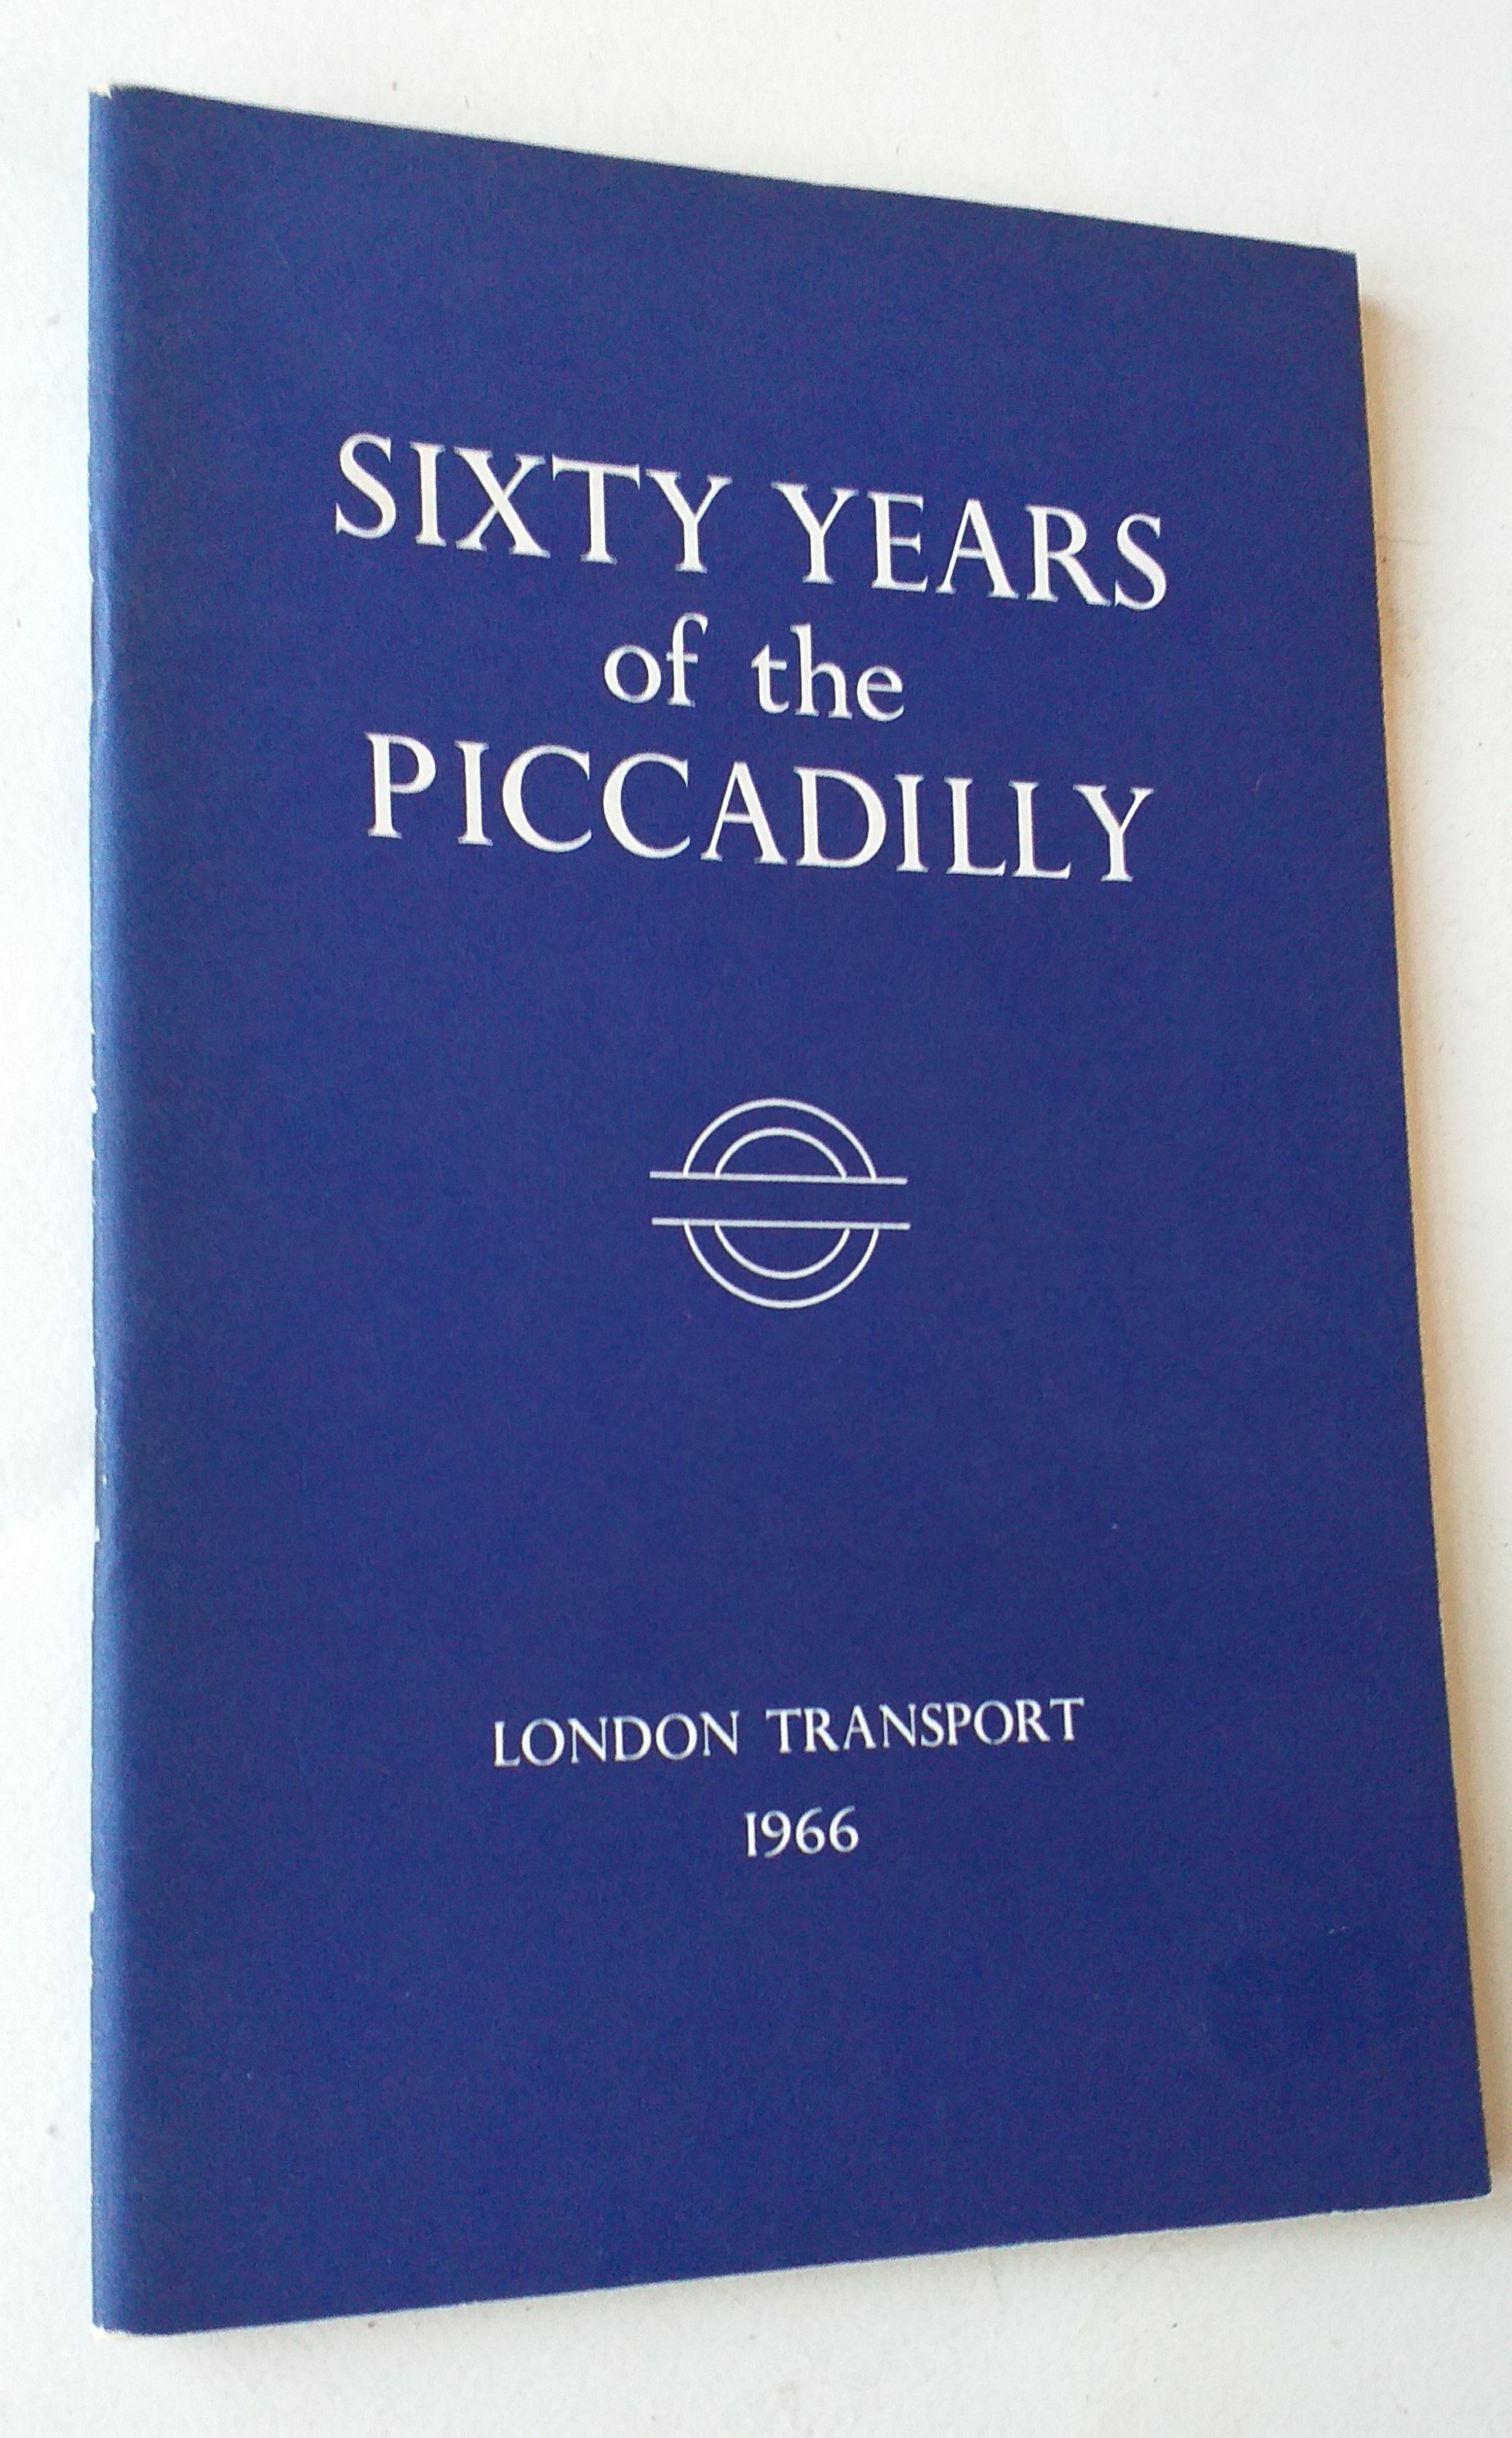 SIXTY YEARS
of the
PICCADILLY
LONDON TRANSPORT
1966